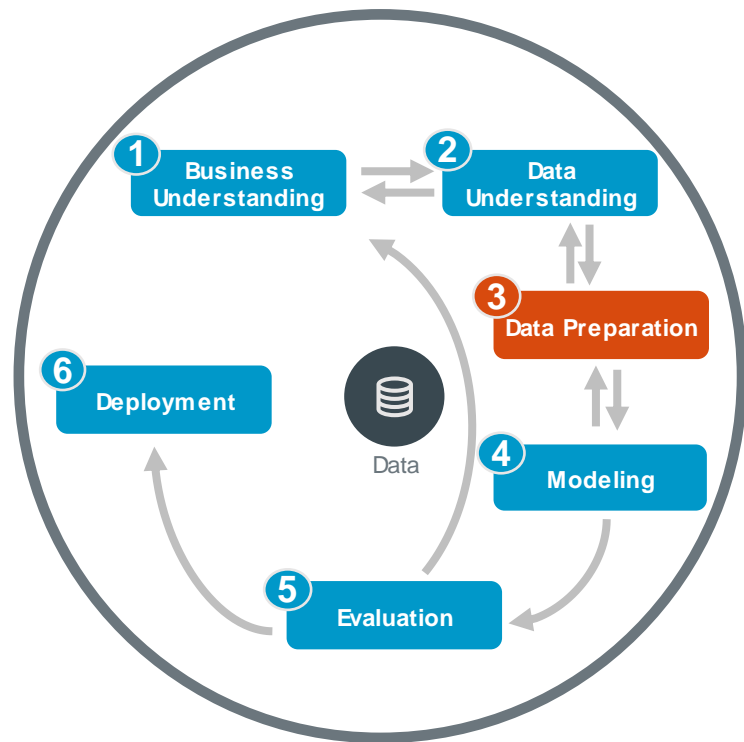 1
Business
Understanding
2
Data
Understanding
3
Data Preparation
4
Modeling
5
Evaluation
6
Deployment
Data